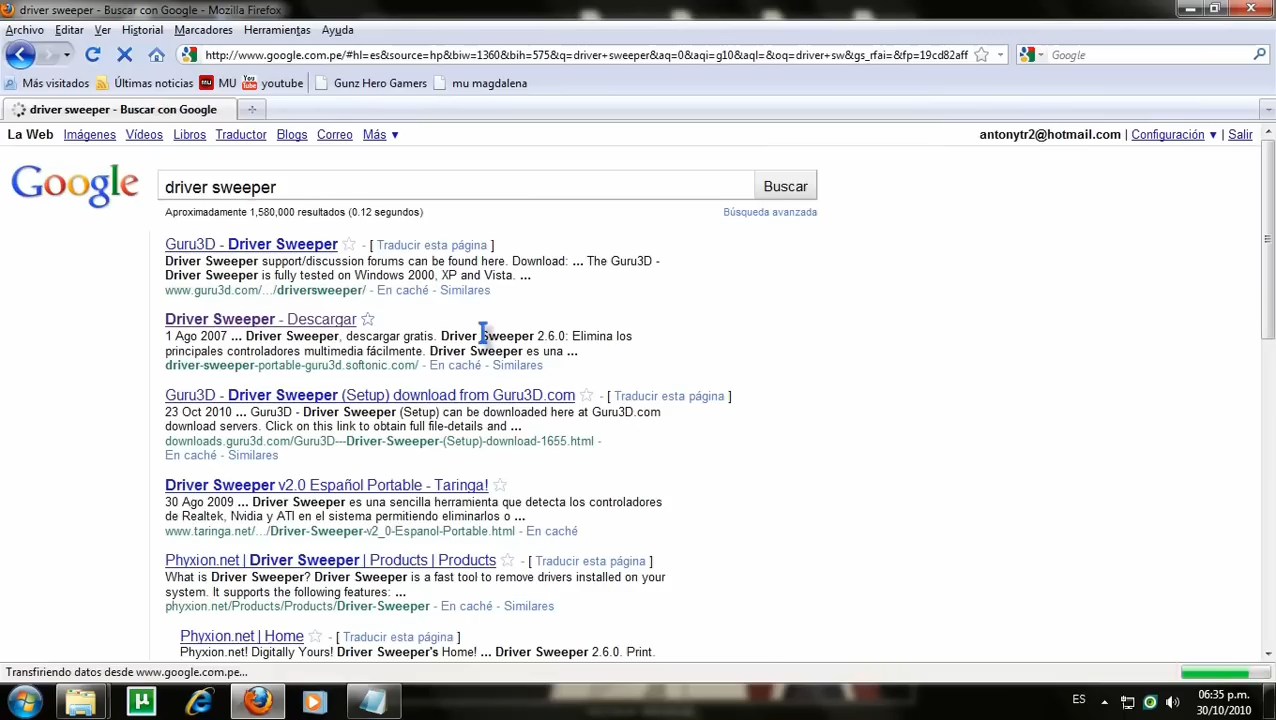 driver sweeper - Buscar con Google - Mozilla Firefox
Archivo Editar Ver Historial Marcadores Herramientas Ayuda
http://www.google.com.pe/#hl=es&source=hp&biw=1360&bih=575&q=driver+sweeper&aq=0&aqi=g10&aql=&oq=driver+sw&gs_rfai=&fp=19cd82aff
Google
Más visitados Últimas noticias MU youtube Gunz Hero Gamers mu magdalena
driver sweeper - Buscar con Google
La Web Imágenes Vídeos Libros Traductor Blogs Correo Más ▼ antonytr2@hotmail.com | Configuración ▼ | Salir
Google
driver sweeper Buscar
Aproximadamente 1,580,000 resultados (0.12 segundos) Búsqueda avanzada
Guru3D - Driver Sweeper - [ Traducir esta página ]
Driver Sweeper support/discussion forums can be found here. Download: ... The Guru3D -
Driver Sweeper is fully tested on Windows 2000, XP and Vista. ...
www.guru3d.com/.../driversweeper/ - En caché - Similares
Driver Sweeper - Descargar
1 Ago 2007 ... Driver Sweeper, descargar gratis. Driver Sweeper 2.6.0: Elimina los
principales controladores multimedia fácilmente. Driver Sweeper es una ...
driver-sweeper-portable-guru3d.softonic.com/ - En caché - Similares
Guru3D - Driver Sweeper (Setup) download from Guru3D.com - [ Traducir esta página ]
23 Oct 2010 ... Guru3D - Driver Sweeper (Setup) can be downloaded here at Guru3D.com
download servers. Click on this link to obtain full file-details and ...
downloads.guru3d.com/Guru3D---Driver-Sweeper-(Setup)-download-1655.html -
En caché - Similares
Driver Sweeper v2.0 Español Portable - Taringa!
30 Ago 2009 ... Driver Sweeper es una sencilla herramienta que detecta los controladores
de Realtek, Nvidia y ATI en el sistema permitiendo eliminarlos o ...
www.taringa.net/.../Driver-Sweeper-v2_0-Espanol-Portable.html - En caché
Phyxion.net | Driver Sweeper | Products | Products - [ Traducir esta página ]
What is Driver Sweeper? Driver Sweeper is a fast tool to remove drivers installed on your
system. It supports the following features: ...
phyxion.net/Products/Products/Driver-Sweeper - En caché - Similares
Phyxion.net | Home - [ Traducir esta página ]
Phyxion.net! Digitally Yours! Driver Sweeper's Home! ... Driver Sweeper 2.6.0. Print.
Transfiriendo datos desde www.google.com.pe...
ES 06:35 p.m.
30/10/2010